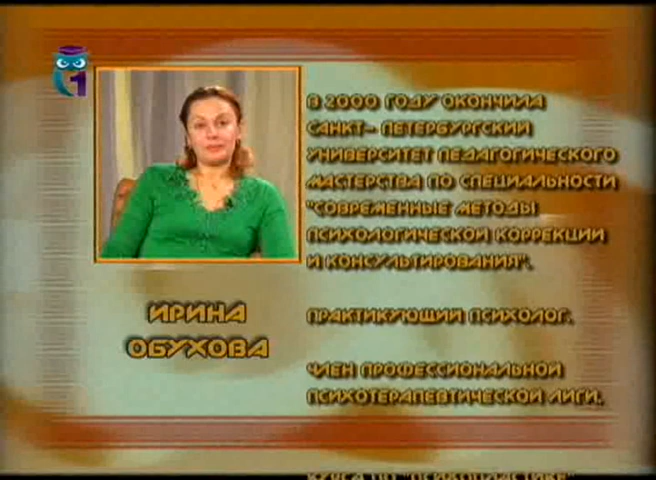 1
В 2000 ГОДУ ОКОНЧИЛА
САНКТ- ПЕТЕРБУРГСКИЙ
УНИВЕРСИТЕТ ПЕДАГОГИЧЕСКОГО
МАСТЕРСТВА ПО СПЕЦИАЛЬНОСТИ
"СОВРЕМЕННЫЕ МЕТОДЫ
ПСИХОЛОГИЧЕСКОЙ КОРРЕКЦИИ
И КОНСУЛЬТИРОВАНИЯ".
ИРИНА
ОБУХОВА
ПРАКТИКУЮЩИЙ ПСИХОЛОГ.
ЧЛЕН ПРОФЕССИОНАЛЬНОЙ
ПСИХОТЕРАПЕВТИЧЕСКОЙ ЛИГИ.